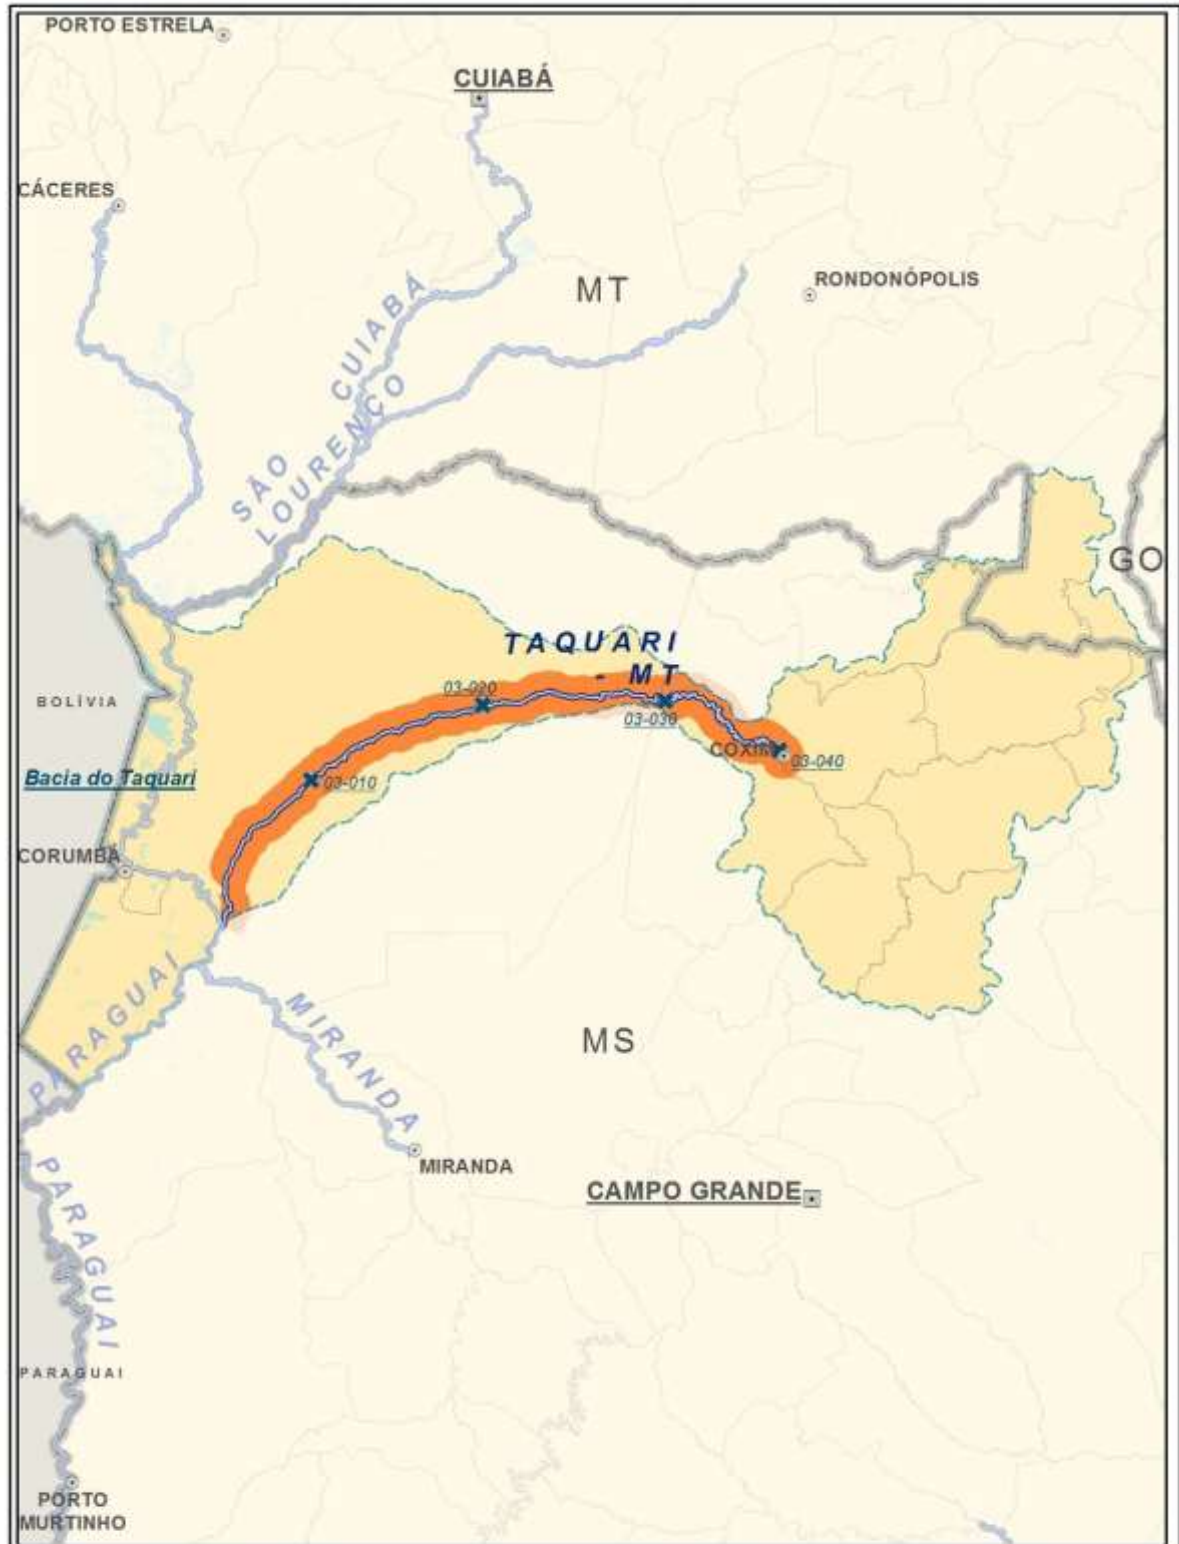 PORTO ESTRELA
CUIABÁ
CÁCERES
MT
RONDONÓPOLIS
CUIABÁ
SÃO
LOURENÇO
GO
TAQUARI
- MT
BOLÍVIA
03-020
03-030
COXIM
03-040
Bacia do Taquari
03-010
CORUMBÁ
PARAGUAI
MIRANDA
MS
MIRANDA
CAMPO GRANDE
PARAGUAI
PARAGUAI
PORTO
MURTINHO